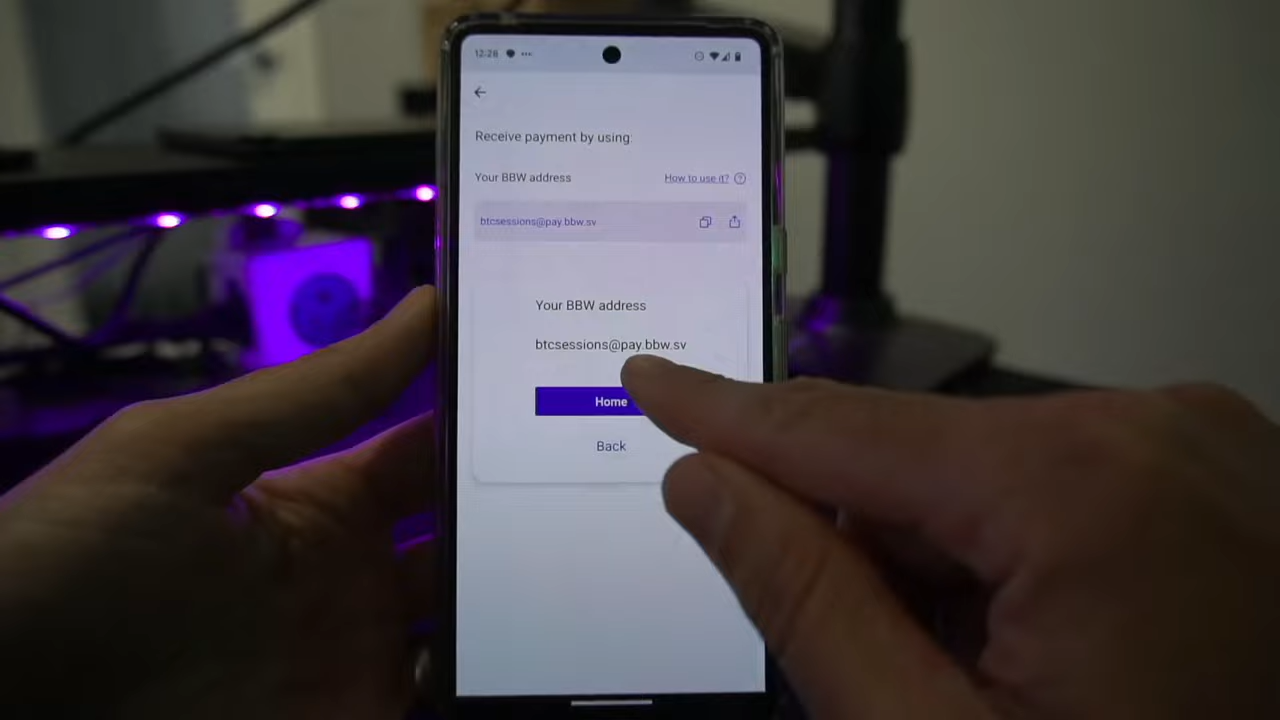 12:26
Receive payment by using:
Your BBW address
How to use it?
btcsessions@pay.bbw.sv
Your BBW address
btcsessions@pay.bbw.sv
Home
Back